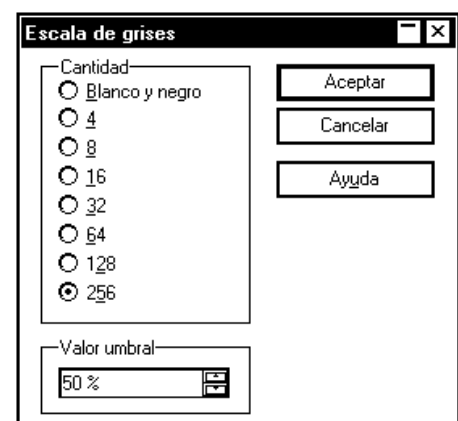 Escala de grises
Cantidad
Blanco y negro
4
8
16
32
64
128
256
Aceptar
Cancelar
Ayuda
Valor umbral
50 %